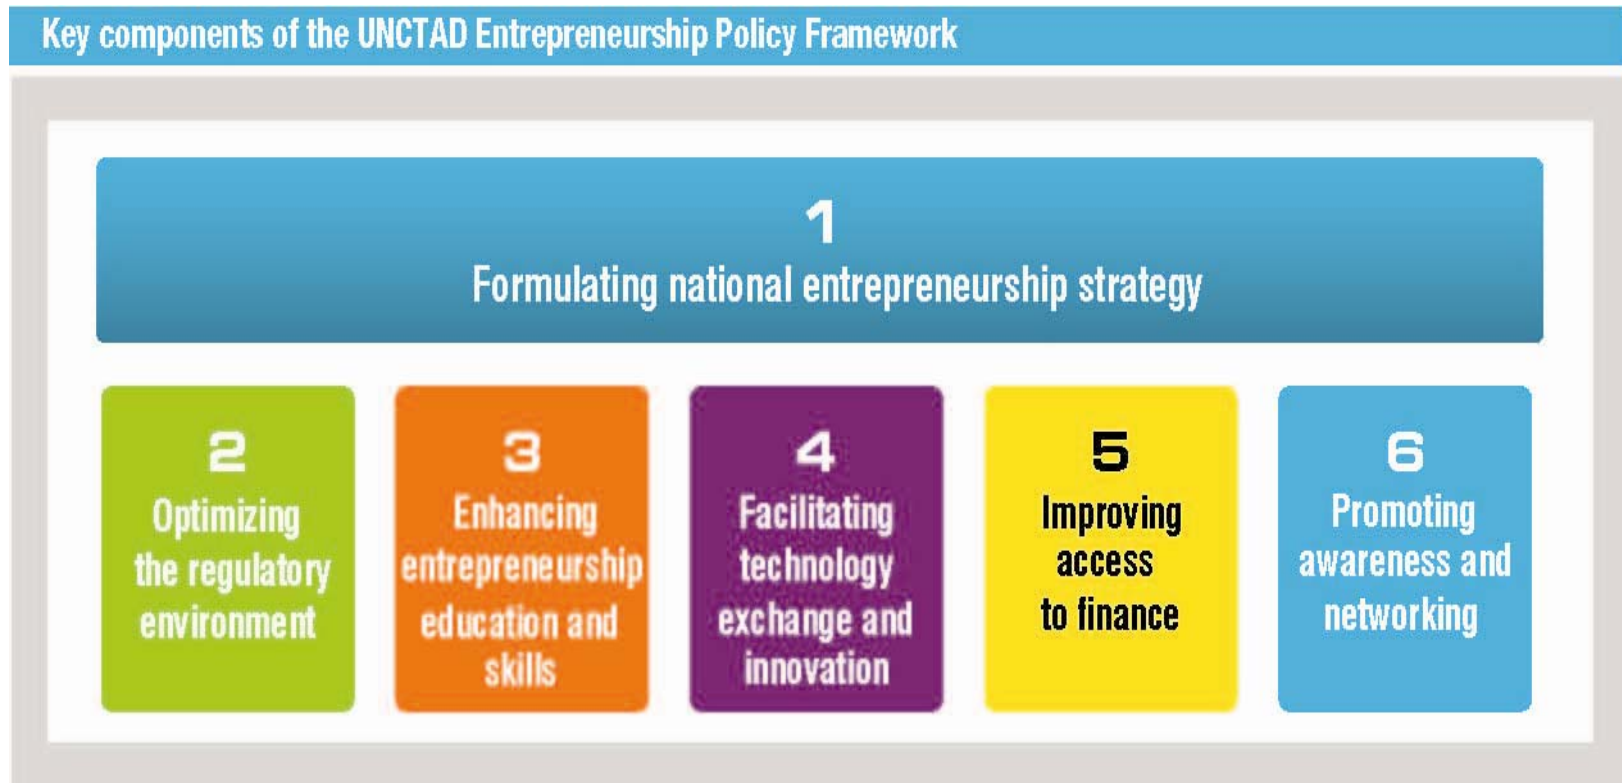 Key components of the UNCTAD Entrepreneurship Policy Framework
1
Formulating national entrepreneurship strategy
2
Optimizing
the regulatory
environment
3
Enhancing
entrepreneurship
education and
skills
4
Facilitating
technology
exchange and
innovation
5
Improving
access
to finance
6
Promoting
awareness and
networking